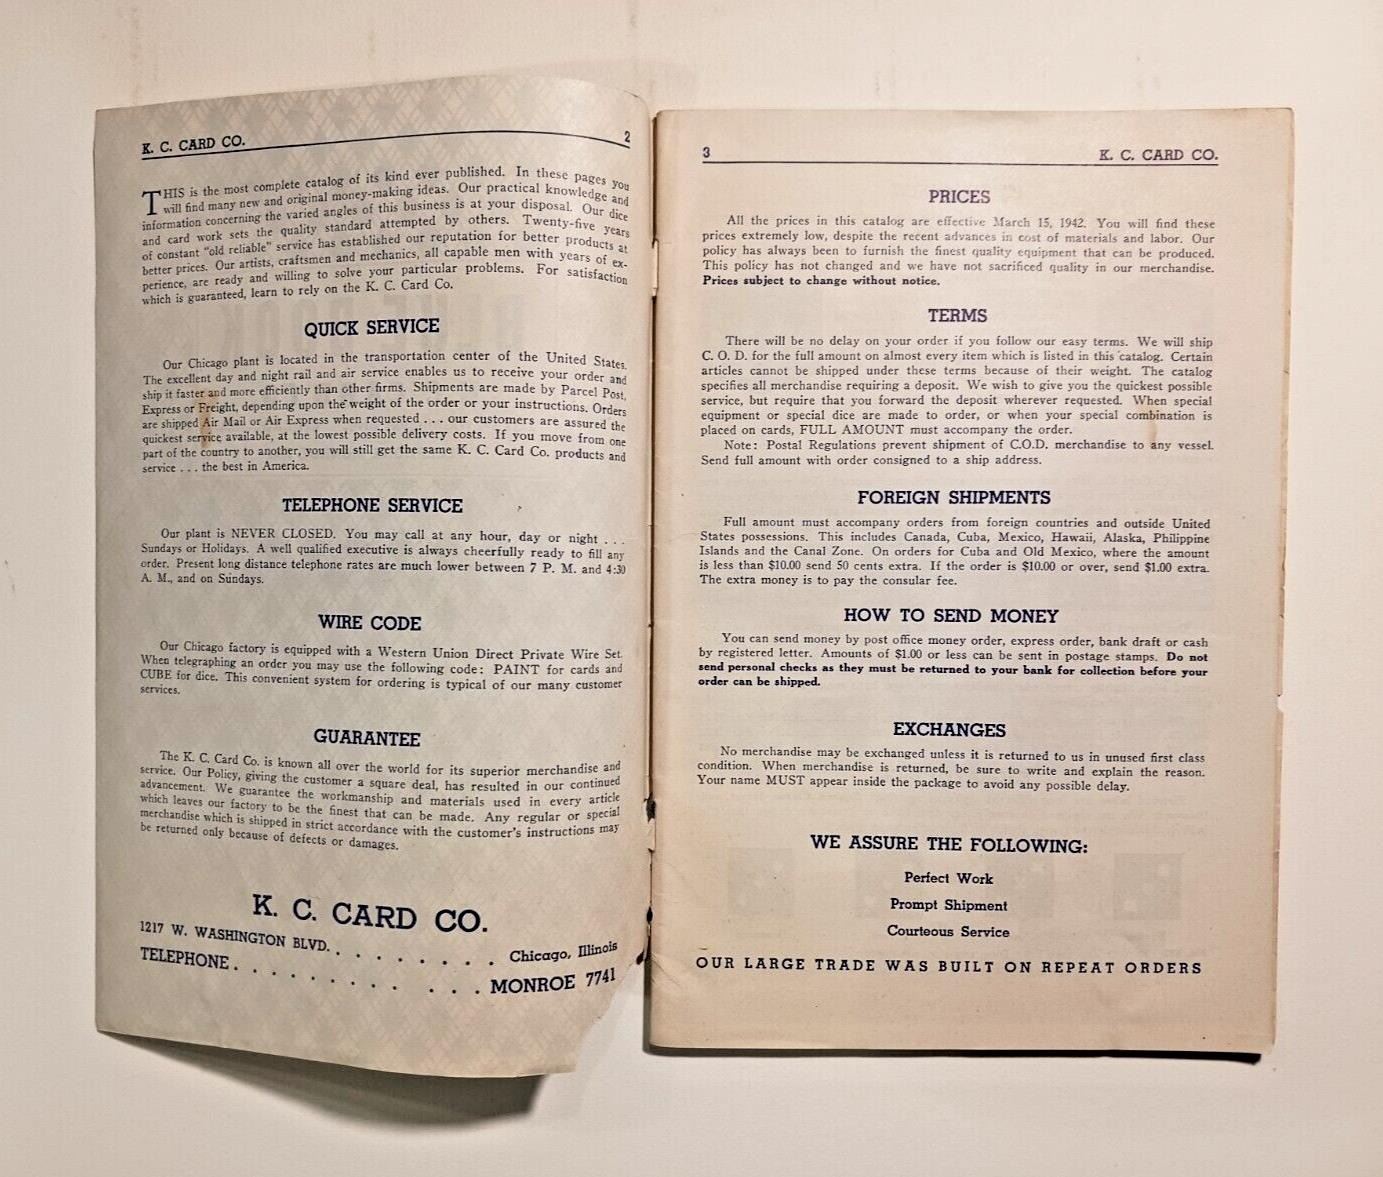 K. C. CARD CO. 2
THIS is the most complete catalog of its kind ever published. In these pages you
will find many new and original money-making ideas. Our practical knowledge and
information concerning the varied angles of this business is at your disposal. Our dice
and card work sets the quality standard attempted by others. Twenty-five years
of constant "old reliable" service has established our reputation for better products at
better prices. Our artists, craftsmen and mechanics, all capable men with years of ex-
perience, are ready and willing to solve your particular problems. For satisfaction
which is guaranteed, learn to rely on the K. C. Card Co.
QUICK SERVICE
Our Chicago plant is located in the transportation center of the United States.
The excellent day and night rail and air service enables us to receive your order and
ship it faster and more efficiently than other firms. Shipments are made by Parcel Post,
Express or Freight, depending upon the weight of the order or your instructions. Orders
are shipped Air Mail or Air Express when requested . . . our customers are assured the
quickest service available, at the lowest possible delivery costs. If you move from one
part of the country to another, you will still get the same K. C. Card Co. products and
service . . . the best in America.
TELEPHONE SERVICE
Our plant is NEVER CLOSED. You may call at any hour, day or night . . .
Sundays or Holidays. A well qualified executive is always cheerfully ready to fill any
order. Present long distance telephone rates are much lower between 7 P. M. and 4:30
A. M., and on Sundays.
WIRE CODE
Our Chicago factory is equipped with a Western Union Direct Private Wire Set.
When telegraphing an order you may use the following code: PAINT for cards and
CUBE for dice. This convenient system for ordering is typical of our many customer
services.
GUARANTEE
The K. C. Card Co. is known all over the world for its superior merchandise and
service. Our Policy, giving the customer a square deal, has resulted in our continued
advancement. We guarantee the workmanship and materials used in every article
which leaves our factory to be the finest that can be made. Any regular or special
merchandise which is shipped in strict accordance with the customer's instructions may
be returned only because of defects or damages.
K. C. CARD CO.
1217 W. WASHINGTON BLVD. . . . . . . . . Chicago, Illinois
TELEPHONE . . . . . . . . . . MONROE 7741
3 K. C. CARD CO.
PRICES
All the prices in this catalog are effective March 15, 1942. You will find these
prices extremely low, despite the recent advances in cost of materials and labor. Our
policy has always been to furnish the finest quality equipment that can be produced.
This policy has not changed and we have not sacrificed quality in our merchandise.
Prices subject to change without notice.
TERMS
There will be no delay on your order if you follow our easy terms. We will ship
C. O. D. for the full amount on almost every item which is listed in this catalog. Certain
articles cannot be shipped under these terms because of their weight. The catalog
specifies all merchandise requiring a deposit. We wish to give you the quickest possible
service, but require that you forward the deposit wherever requested. When special
equipment or special dice are made to order, or when your special combination is
placed on cards, FULL AMOUNT must accompany the order.
Note: Postal Regulations prevent shipment of C.O.D. merchandise to any vessel.
Send full amount with order consigned to a ship address.
FOREIGN SHIPMENTS
Full amount must accompany orders from foreign countries and outside United
States possessions. This includes Canada, Cuba, Mexico, Hawaii, Alaska, Philippine
Islands and the Canal Zone. On orders for Cuba and Old Mexico, where the amount
is less than $10.00 send 50 cents extra. If the order is $10.00 or over, send $1.00 extra.
The extra money is to pay the consular fee.
HOW TO SEND MONEY
You can send money by post office money order, express order, bank draft or cash
by registered letter. Amounts of $1.00 or less can be sent in postage stamps. Do not
send personal checks as they must be returned to your bank for collection before your
order can be shipped.
EXCHANGES
No merchandise may be exchanged unless it is returned to us in unused first class
condition. When merchandise is returned, be sure to write and explain the reason.
Your name MUST appear inside the package to avoid any possible delay.
WE ASSURE THE FOLLOWING:
Perfect Work
Prompt Shipment
Courteous Service
OUR LARGE TRADE WAS BUILT ON REPEAT ORDERS